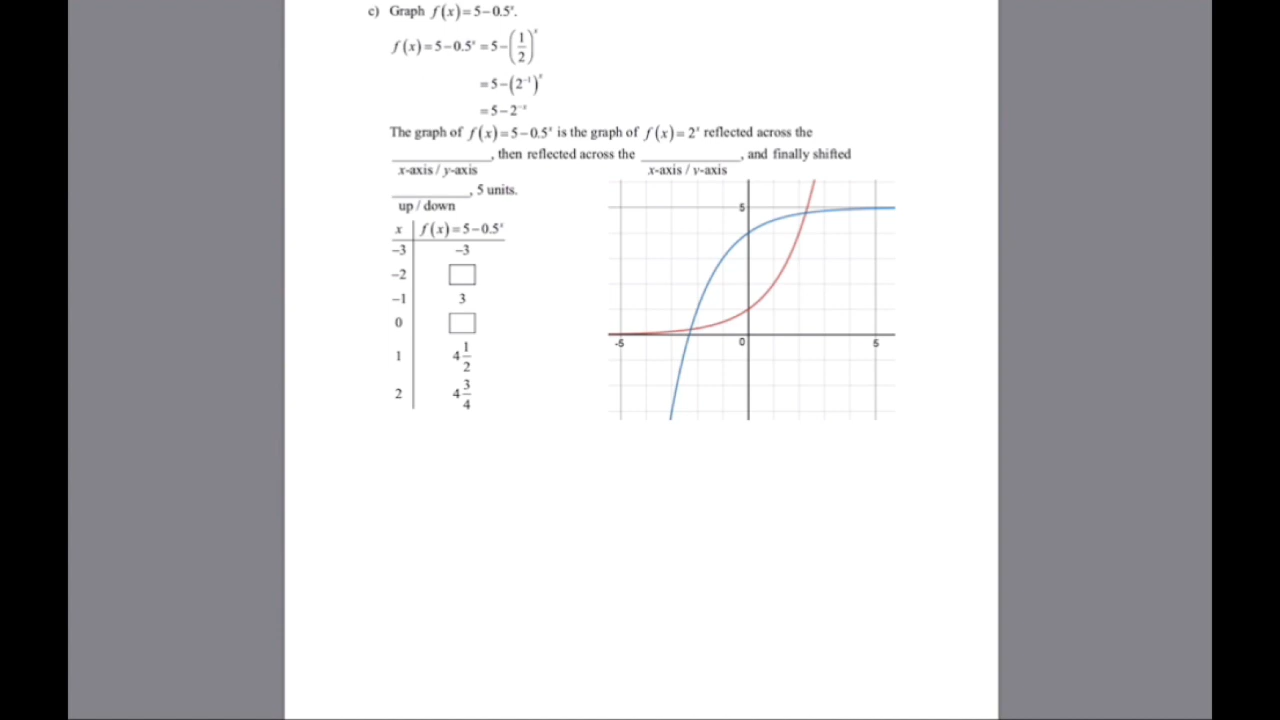 c) Graph f(x)=5−0.5ˣ.
f(x)=5−0.5ˣ=5−(1/2)ˣ
=5−(2⁻¹)ˣ
=5−2⁻ˣ
The graph of f(x)=5−0.5ˣ is the graph of f(x)=2ˣ reflected across the
__________, then reflected across the __________, and finally shifted
x-axis / y-axis x-axis / y-axis
________, 5 units.
up / down
x f(x)=5−0.5ˣ
−3 −3
−2
−1 3
0
1 4 1/2
2 4 3/4
5
-5 0 5